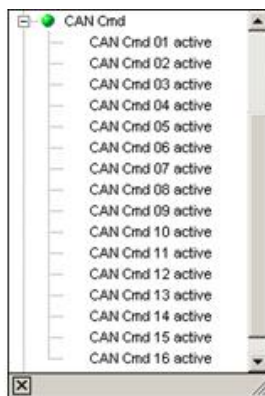 CAN Cmd
CAN Cmd 01 active
CAN Cmd 02 active
CAN Cmd 03 active
CAN Cmd 04 active
CAN Cmd 05 active
CAN Cmd 06 active
CAN Cmd 07 active
CAN Cmd 08 active
CAN Cmd 09 active
CAN Cmd 10 active
CAN Cmd 11 active
CAN Cmd 12 active
CAN Cmd 13 active
CAN Cmd 14 active
CAN Cmd 15 active
CAN Cmd 16 active